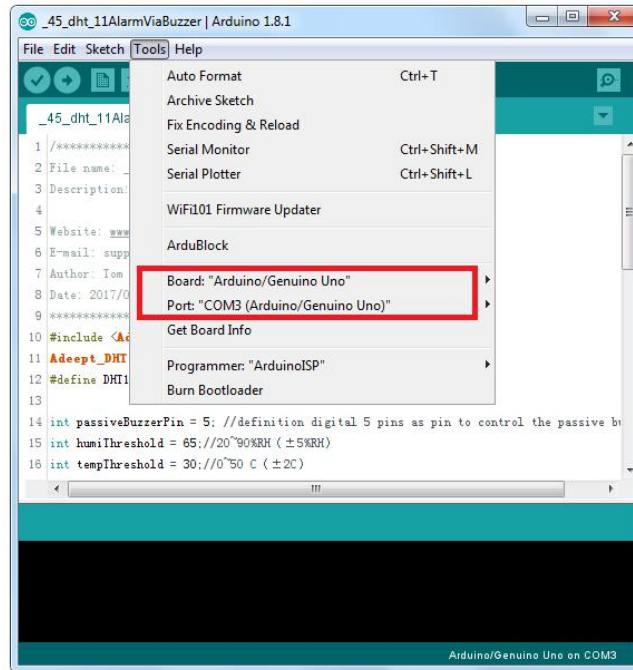 _45_dht_11AlarmViaBuzzer | Arduino 1.8.1
File Edit Sketch Tools Help
Auto Format Ctrl+T
Archive Sketch
Fix Encoding & Reload
Serial Monitor Ctrl+Shift+M
Serial Plotter Ctrl+Shift+L
WiFi101 Firmware Updater
ArduBlock
Board: "Arduino/Genuino Uno"
Port: "COM3 (Arduino/Genuino Uno)"
Get Board Info
Programmer: "ArduinoISP"
Burn Bootloader
_45_dht_11Ala
1 /***********
2 File name: _
3 Description:
4
5 Website: www
6 E-mail: supp
7 Author: Tom
8 Date: 2017/0
9 ************
10 #include <Ad
11 Adeept_DHT
12 #define DHT1
13
14 int passiveBuzzerPin = 5; //definition digital 5 pins as pin to control the passive bu
15 int humiThreshold = 65;//20~90%RH (±5%RH)
16 int tempThreshold = 30;//0~50 C (±2C)
Arduino/Genuino Uno on COM3